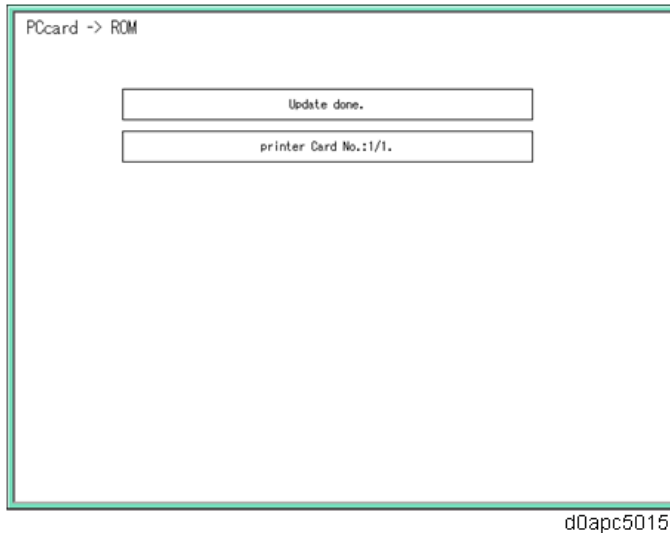 PCcard -> ROM
Update done.
printer Card No.:1/1.
d0apc5015